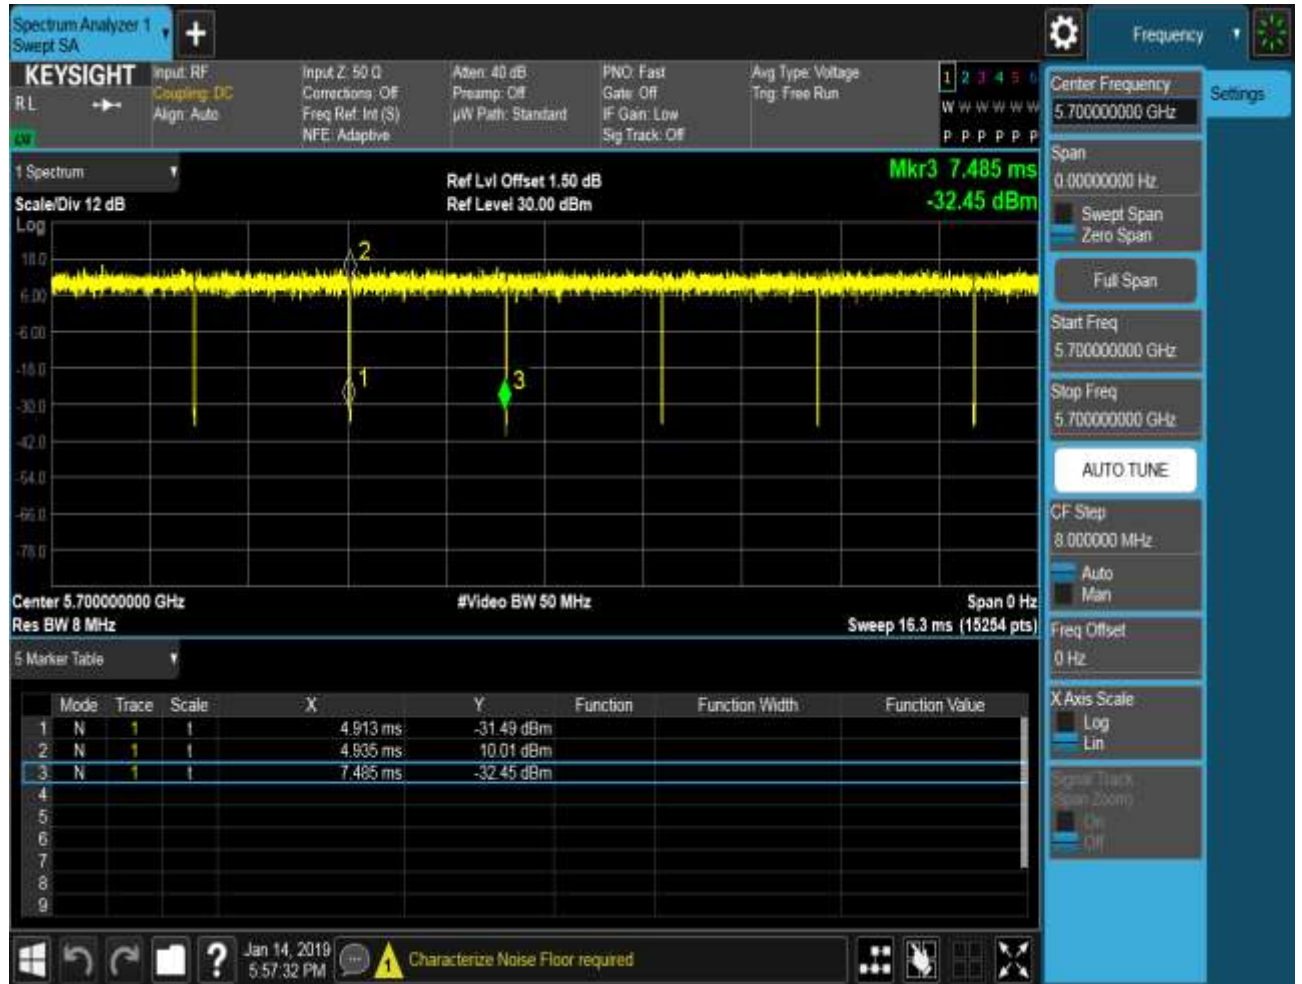 Spectrum Analyzer 1
Swept SA
Frequency
KEYSIGHT
RL
Input: RF
Coupling: DC
Align: Auto
Input Z: 50 Ω
Corrections: Off
Freq Ref: Int (S)
NFE: Adaptive
Atten: 40 dB
Preamp: Off
µW Path: Standard
PNO: Fast
Gate: Off
IF Gain: Low
Sig Track: Off
Avg Type: Voltage
Trig: Free Run
1 2 3 4 5 6
W W W W W W
P P P P P P
Center Frequency
5.700000000 GHz
Settings
Span
0.00000000 Hz
Swept Span
Zero Span
Full Span
Start Freq
5.700000000 GHz
Stop Freq
5.700000000 GHz
AUTO TUNE
CF Step
8.000000 MHz
Auto
Man
Freq Offset
0 Hz
X Axis Scale
Log
Lin
Signal Track
(Span Zoom)
On
Off
1 Spectrum
Scale/Div 12 dB
Log
Ref Lvl Offset 1.50 dB
Ref Level 30.00 dBm
Mkr3 7.485 ms
-32.45 dBm
18.0
6.00
-6.00
-18.0
-30.0
-42.0
-54.0
-66.0
-78.0
2
1
3
Center 5.700000000 GHz
#Video BW 50 MHz
Span 0 Hz
Res BW 8 MHz
Sweep 16.3 ms (15254 pts)
5 Marker Table
Mode Trace Scale X Y Function Function Width Function Value
1 N 1 t 4.913 ms -31.49 dBm
2 N 1 t 4.935 ms 10.01 dBm
3 N 1 t 7.485 ms -32.45 dBm
4
5
6
7
8
9
Jan 14, 2019
5:57:32 PM
1
Characterize Noise Floor required